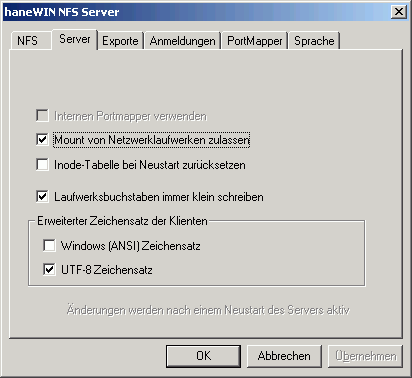 haneWIN NFS Server
NFS Server Exporte Anmeldungen PortMapper Sprache
Internen Portmapper verwenden
Mount von Netzwerklaufwerken zulassen
Inode-Tabelle bei Neustart zurücksetzen
Laufwerksbuchstaben immer klein schreiben
Erweiterter Zeichensatz der Klienten
Windows (ANSI) Zeichensatz
UTF-8 Zeichensatz
Änderungen werden nach einem Neustart des Servers aktiv
OK Abbrechen Übernehmen